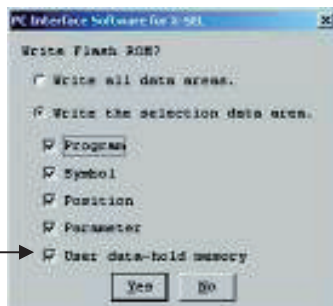 PC Interface Software for X-SEL
Write Flash ROM?
Write all data areas.
Write the selection data area.
Program
Symbol
Position
Parameter
User data-hold memory
Yes No